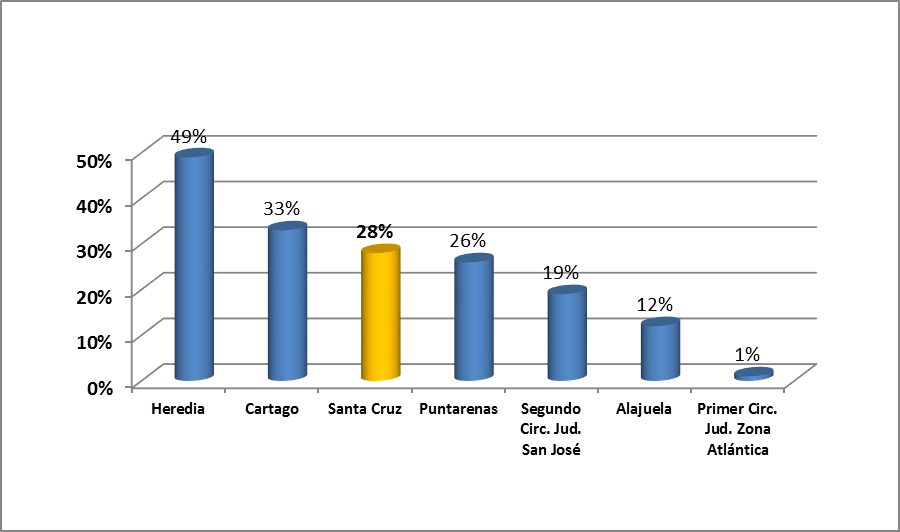 49%
33%
28%
26%
19%
12%
1%
50%
40%
30%
20%
10%
0%
Heredia
Cartago
Santa Cruz
Puntarenas
Segundo
Circ. Jud.
San José
Alajuela
Primer Circ.
Jud. Zona
Atlántica